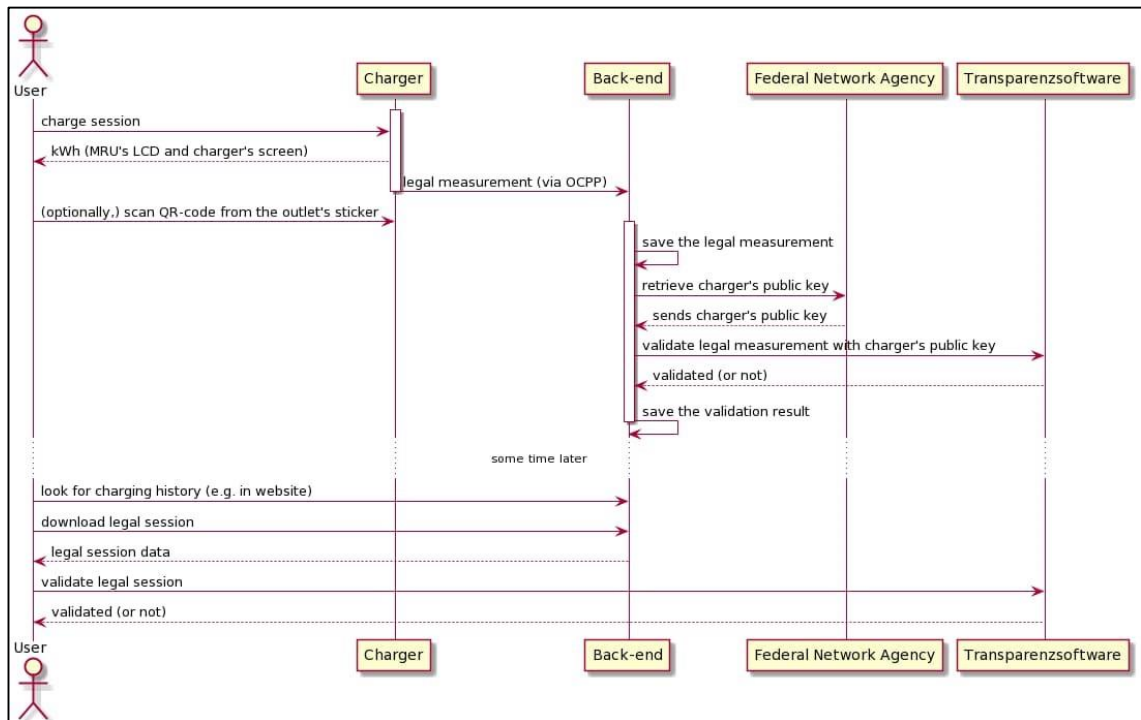 User
Charger
Back-end
Federal Network Agency
Transparenzsoftware
charge session
kWh (MRU's LCD and charger's screen)
legal measurement (via OCPP)
(optionally,) scan QR-code from the outlet's sticker
save the legal measurement
retrieve charger's public key
sends charger's public key
validate legal measurement with charger's public key
validated (or not)
save the validation result
some time later
look for charging history (e.g. in website)
download legal session
legal session data
validate legal session
validated (or not)
User
Charger
Back-end
Federal Network Agency
Transparenzsoftware